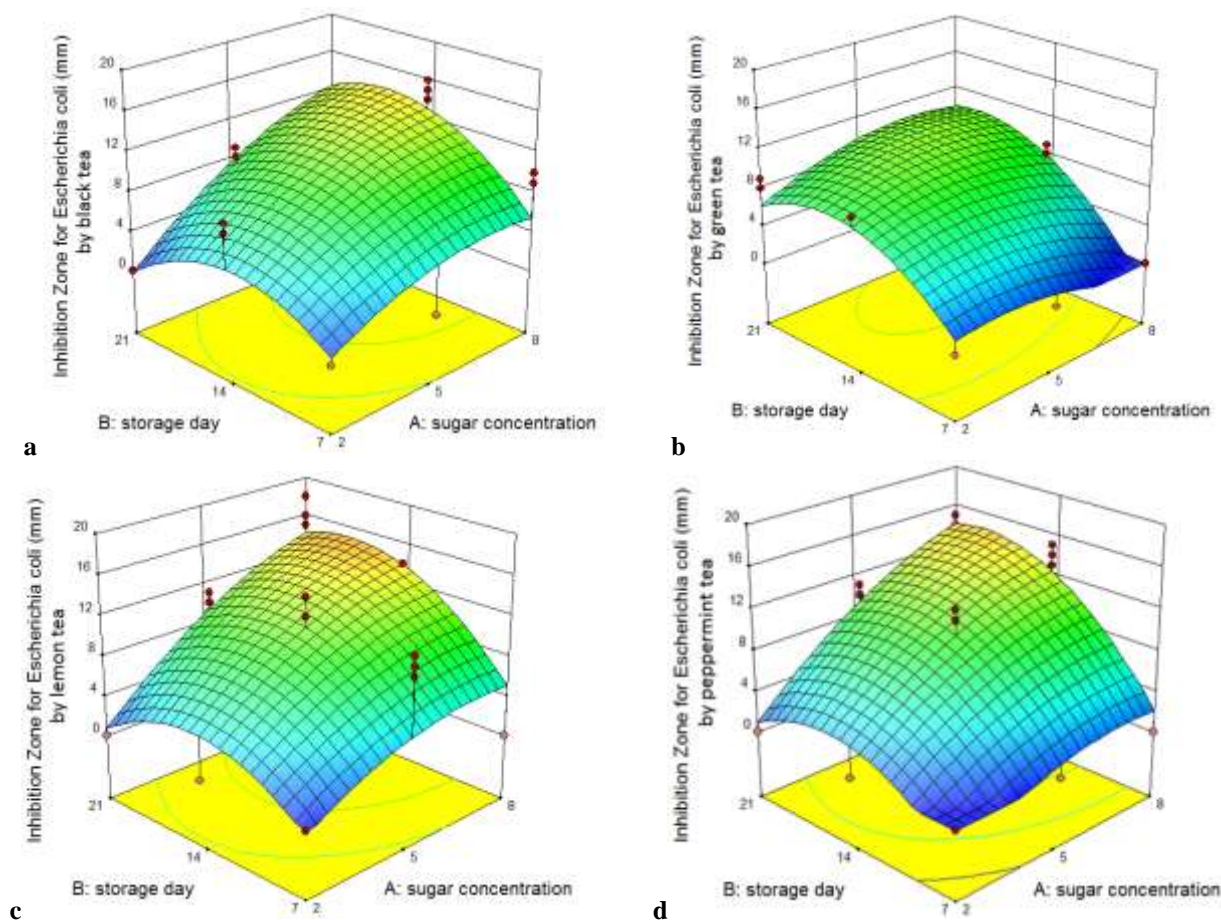 Inhibition Zone for Escherichia coli (mm)
by black tea
20
16
12
8
4
0
21
14
7
2
5
8
B: storage day
A: sugar concentration
a
Inhibition Zone for Escherichia coli (mm)
by green tea
20
16
12
8
4
0
21
14
7
2
5
8
B: storage day
A: sugar concentration
b
Inhibition Zone for Escherichia coli (mm)
by lemon tea
20
16
12
8
4
0
21
14
7
2
5
8
B: storage day
A: sugar concentration
c
Inhibition Zone for Escherichia coli (mm)
by peppermint tea
20
16
12
8
4
0
21
14
7
2
5
8
B: storage day
A: sugar concentration
d